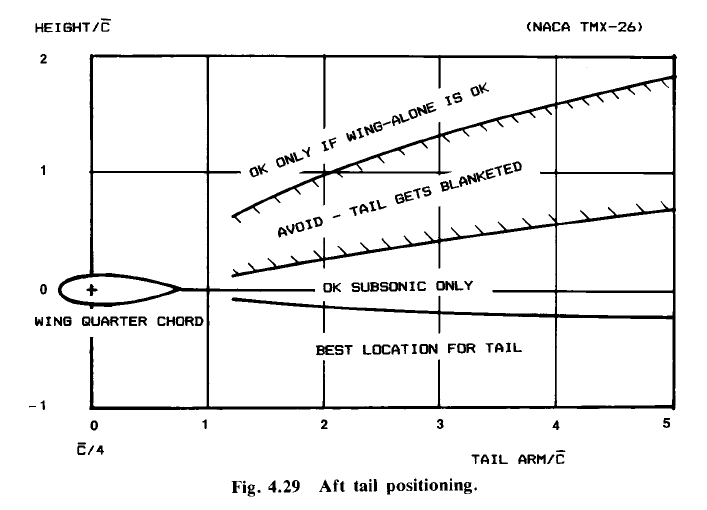 HEIGHT/C̅ (NACA TMX-26)
2
OK ONLY IF WING-ALONE IS OK
1
AVOID - TAIL GETS BLANKETED
0
OK SUBSONIC ONLY
WING QUARTER CHORD
BEST LOCATION FOR TAIL
-1
0 1 2 3 4 5
C̅/4
TAIL ARM/C̅
Fig. 4.29 Aft tail positioning.